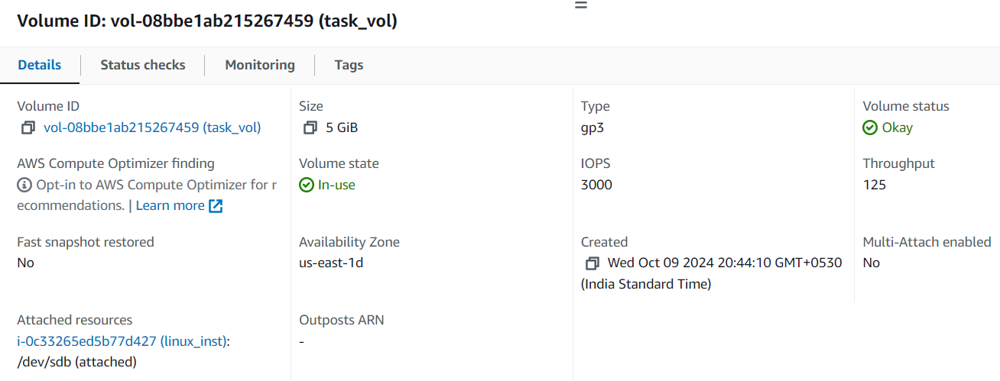 Volume ID: vol-08bbe1ab215267459 (task_vol)
Details
Status checks
Monitoring
Tags
Volume ID
vol-08bbe1ab215267459 (task_vol)
Size
5 GiB
Type
gp3
Volume status
Okay
AWS Compute Optimizer finding
Opt-in to AWS Compute Optimizer for r
ecommendations. | Learn more
Volume state
In-use
IOPS
3000
Throughput
125
Fast snapshot restored
No
Availability Zone
us-east-1d
Created
Wed Oct 09 2024 20:44:10 GMT+0530
(India Standard Time)
Multi-Attach enabled
No
Attached resources
i-0c33265ed5b77d427 (linux_inst):
/dev/sdb (attached)
Outposts ARN
-